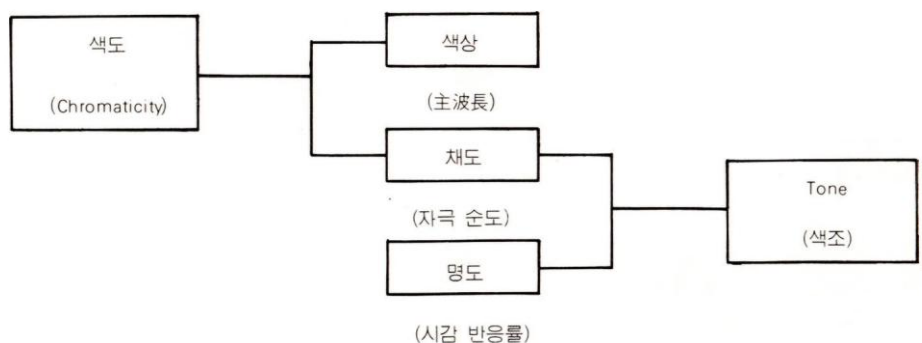 색도
(Chromaticity)
색상
(主波長)
채도
(자극 순도)
명도
(시감 반응률)
Tone
(색조)